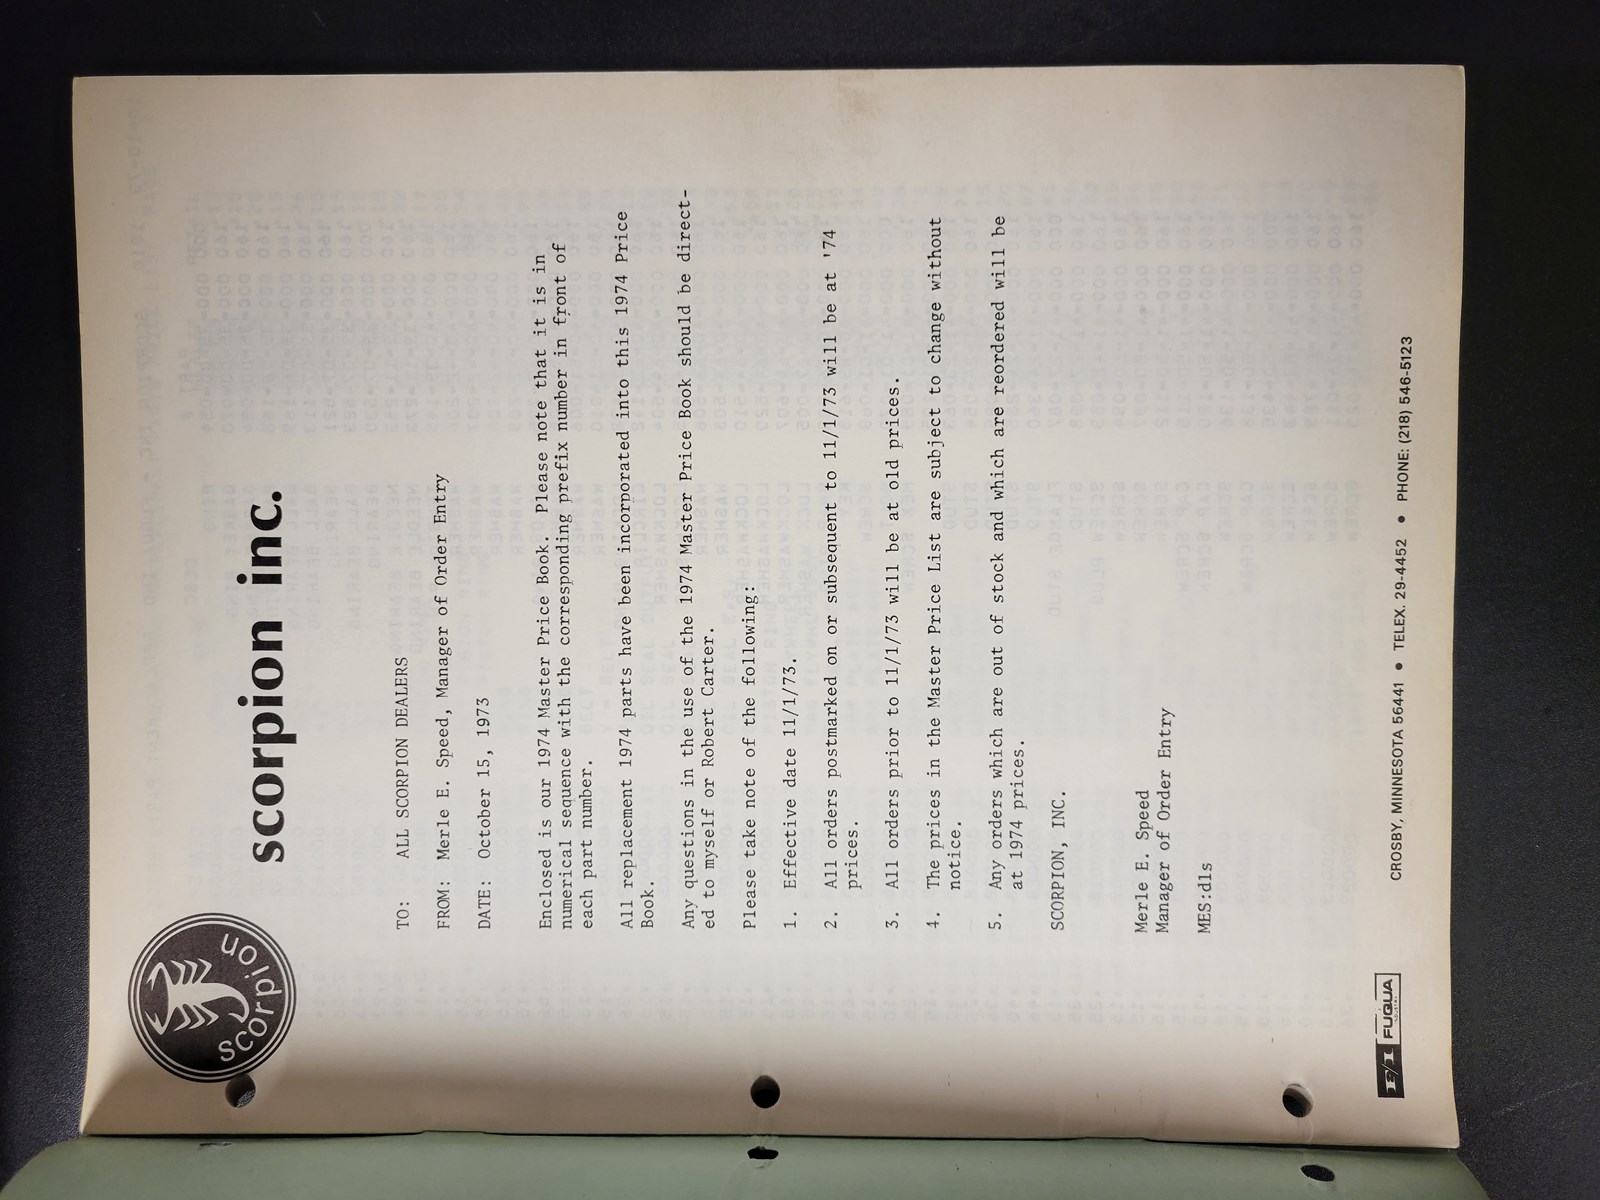 scorpion
scorpion inc.
TO: ALL SCORPION DEALERS
FROM: Merle E. Speed, Manager of Order Entry
DATE: October 15, 1973
Enclosed is our 1974 Master Price Book. Please note that it is in
numerical sequence with the corresponding prefix number in front of
each part number.
All replacement 1974 parts have been incorporated into this 1974 Price
Book.
Any questions in the use of the 1974 Master Price Book should be direct-
ed to myself or Robert Carter.
Please take note of the following:
1. Effective date 11/1/73.
2. All orders postmarked on or subsequent to 11/1/73 will be at '74
prices.
3. All orders prior to 11/1/73 will be at old prices.
4. The prices in the Master Price List are subject to change without
notice.
5. Any orders which are out of stock and which are reordered will be
at 1974 prices.
SCORPION, INC.
Merle E. Speed
Manager of Order Entry
MES:dls
F/I FUQUA
CROSBY, MINNESOTA 56441 • TELEX. 29-4452 • PHONE: (218) 546-5123